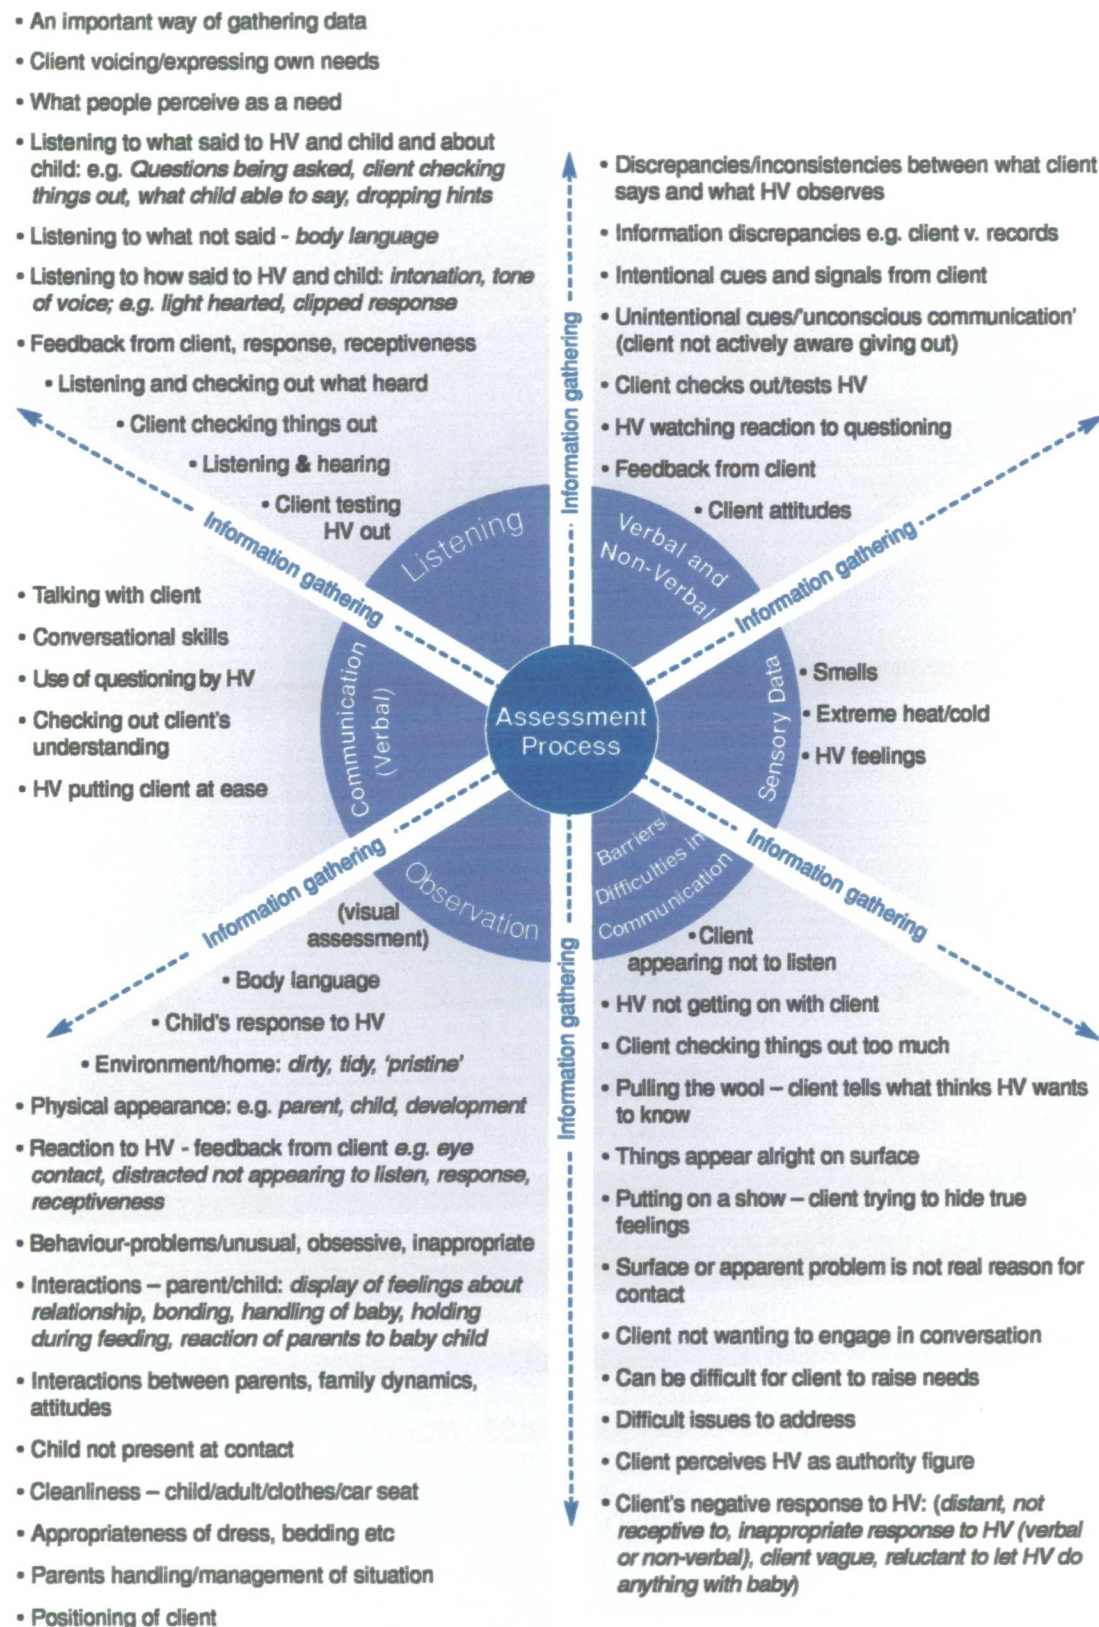 • An important way of gathering data
• Client voicing/expressing own needs
• What people perceive as a need
• Listening to what said to HV and child and about
child: e.g. Questions being asked, client checking
things out, what child able to say, dropping hints
• Listening to what not said - body language
• Listening to how said to HV and child: intonation, tone
of voice; e.g. light hearted, clipped response
• Feedback from client, response, receptiveness
• Listening and checking out what heard
• Client checking things out
• Listening & hearing
• Client testing
HV out
Listening
Information gathering
• Discrepancies/inconsistencies between what client
says and what HV observes
• Information discrepancies e.g. client v. records
• Intentional cues and signals from client
• Unintentional cues/'unconscious communication'
(client not actively aware giving out)
• Client checks out/tests HV
• HV watching reaction to questioning
• Feedback from client
• Client attitudes
Verbal and
Non-Verbal
Information gathering
Information gathering
• Talking with client
• Conversational skills
• Use of questioning by HV
• Checking out client's
understanding
• HV putting client at ease
Communication
(Verbal)
Assessment
Process
Sensory Data
• Smells
• Extreme heat/cold
• HV feelings
Information gathering
Information gathering
Observation
(visual
assessment)
• Body language
• Child's response to HV
• Environment/home: dirty, tidy, 'pristine'
• Physical appearance: e.g. parent, child, development
• Reaction to HV - feedback from client e.g. eye
contact, distracted not appearing to listen, response,
receptiveness
• Behaviour-problems/unusual, obsessive, inappropriate
• Interactions – parent/child: display of feelings about
relationship, bonding, handling of baby, holding
during feeding, reaction of parents to baby child
• Interactions between parents, family dynamics,
attitudes
• Child not present at contact
• Cleanliness – child/adult/clothes/car seat
• Appropriateness of dress, bedding etc
• Parents handling/management of situation
• Positioning of client
Information gathering
Barriers/
Difficulties in
Communication
• Client
appearing not to listen
• HV not getting on with client
• Client checking things out too much
• Pulling the wool – client tells what thinks HV wants
to know
• Things appear alright on surface
• Putting on a show – client trying to hide true
feelings
• Surface or apparent problem is not real reason for
contact
• Client not wanting to engage in conversation
• Can be difficult for client to raise needs
• Difficult issues to address
• Client perceives HV as authority figure
• Client's negative response to HV: (distant, not
receptive to, inappropriate response to HV (verbal
or non-verbal), client vague, reluctant to let HV do
anything with baby)